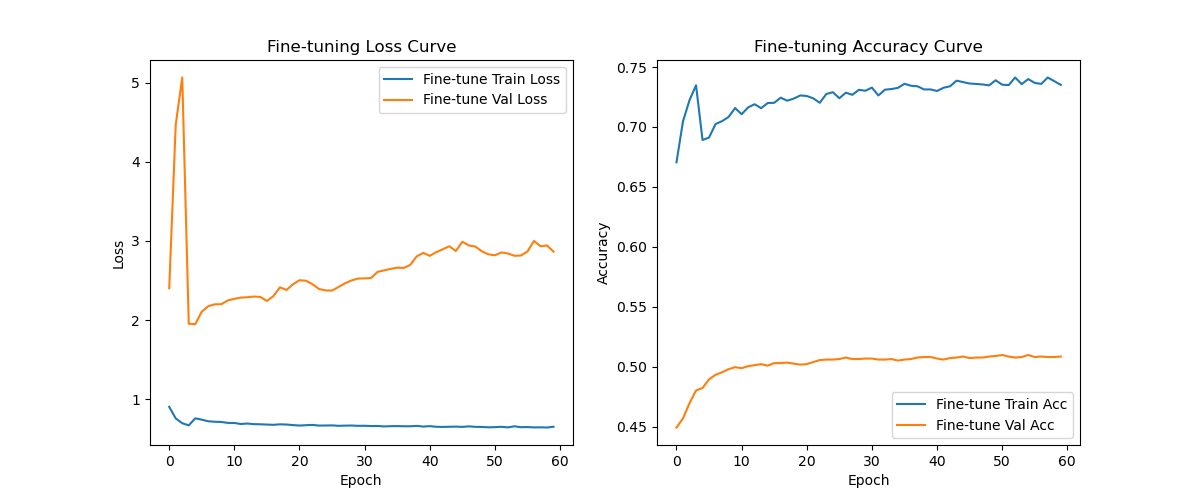 Fine-tuning Loss Curve
Fine-tune Train Loss
Fine-tune Val Loss
5
4
3
2
1
Loss
0
10
20
30
40
50
60
Epoch
Fine-tuning Accuracy Curve
0.75
0.70
0.65
0.60
0.55
0.50
0.45
Accuracy
Fine-tune Train Acc
Fine-tune Val Acc
0
10
20
30
40
50
60
Epoch